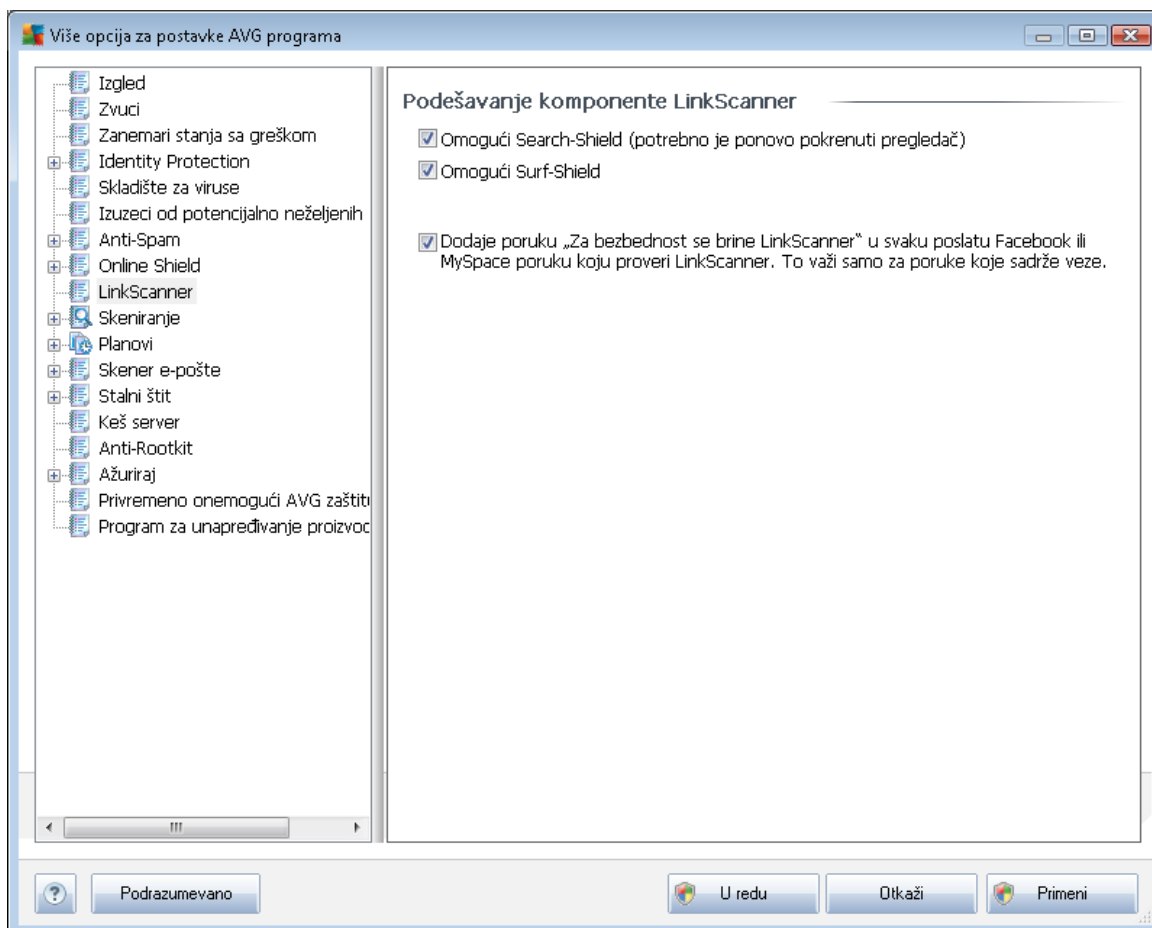 Više opcija za postavke AVG programa
Izgled
Zvuci
Zanemari stanja sa greškom
Identity Protection
Skladište za viruse
Izuzeci od potencijalno neželjenih
Anti-Spam
Online Shield
LinkScanner
Skeniranje
Planovi
Skener e-pošte
Stalni štit
Keš server
Anti-Rootkit
Ažuriraj
Privremeno onemogući AVG zaštitu
Program za unapređivanje proizvod
Podešavanje komponente LinkScanner
Omogući Search-Shield (potrebno je ponovo pokrenuti pregledač)
Omogući Surf-Shield
Dodaje poruku „Za bezbednost se brine LinkScanner“ u svaku poslatu Facebook ili
MySpace poruku koju proveri LinkScanner. To važi samo za poruke koje sadrže veze.
?
Podrazumevano
U redu
Otkaži
Primeni